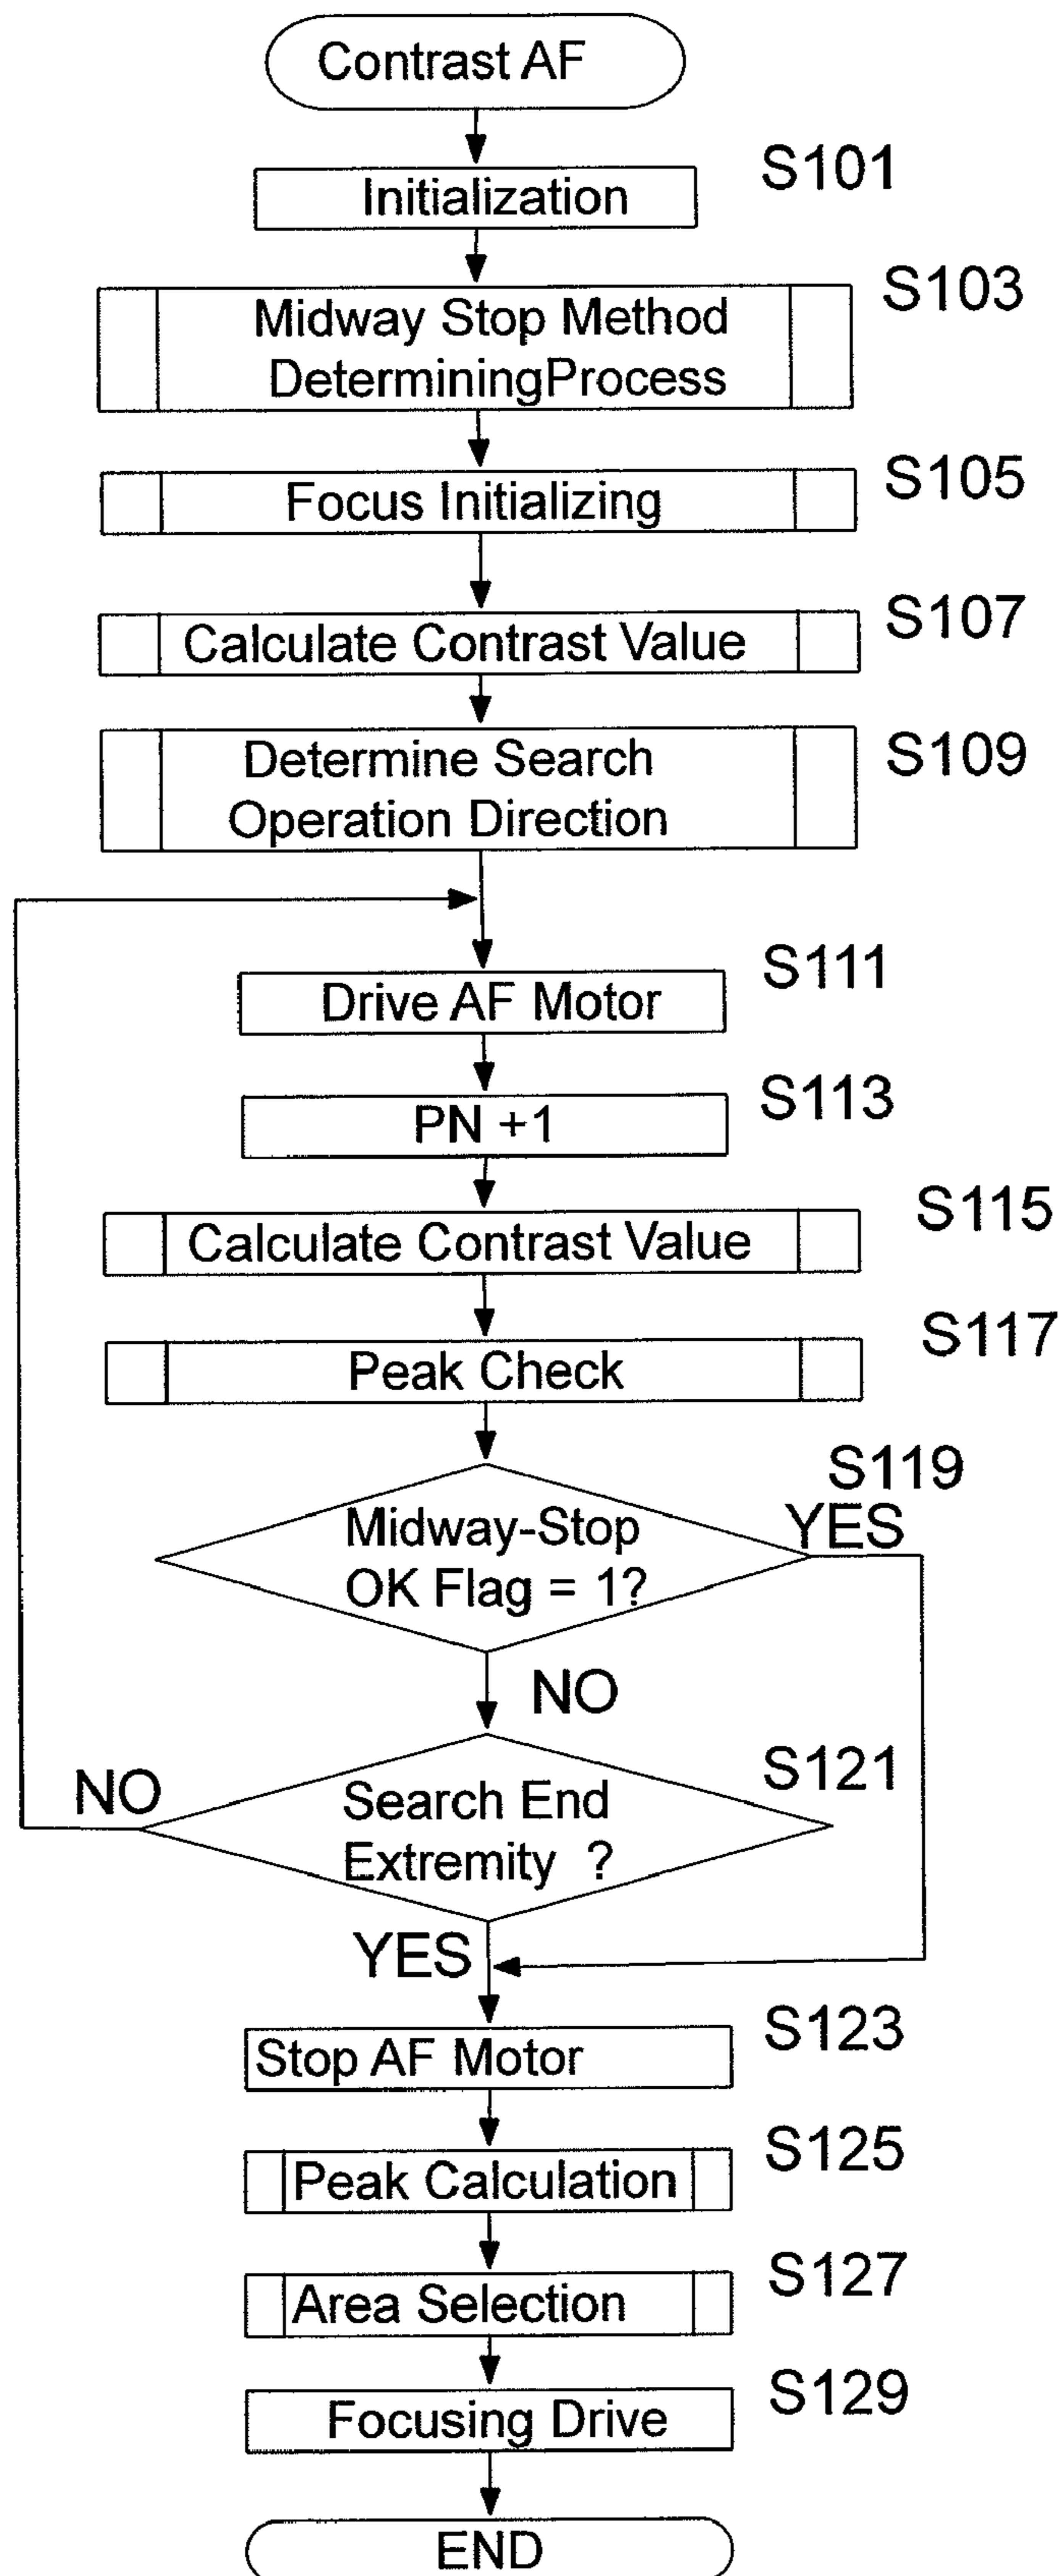 Contrast AF
S101
Initialization
S103
Midway Stop Method
DeterminingProcess
S105
Focus Initializing
S107
Calculate Contrast Value
S109
Determine Search
Operation Direction
S111
Drive AF Motor
S113
PN +1
S115
Calculate Contrast Value
S117
Peak Check
S119
YES
Midway-Stop
OK Flag = 1?
NO
S121
NO
Search End
Extremity ?
YES
S123
Stop AF Motor
S125
Peak Calculation
S127
Area Selection
S129
Focusing Drive
END